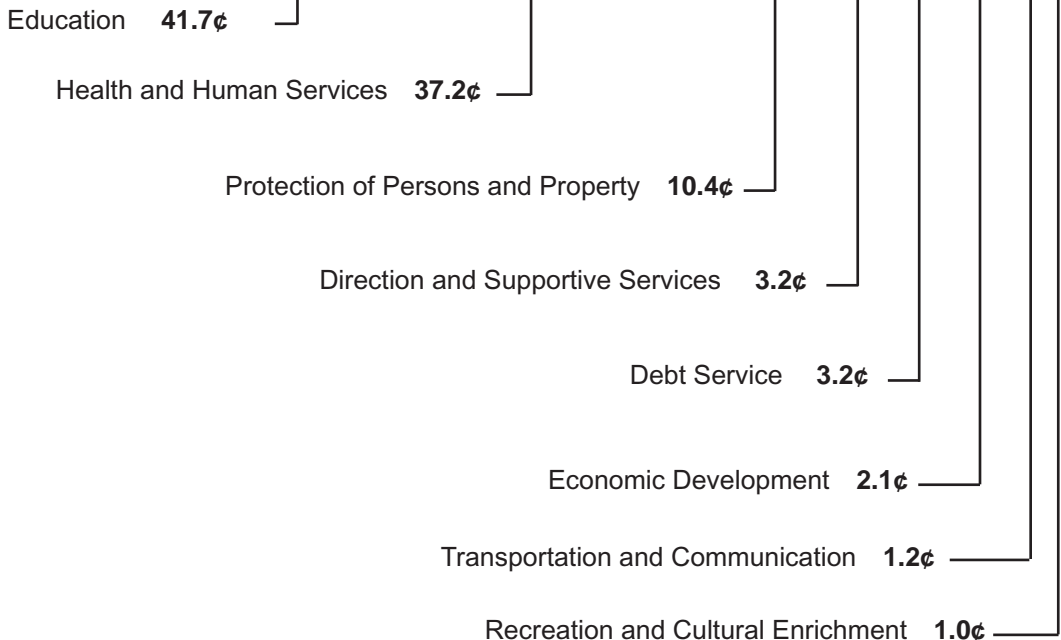 Education 41.7¢
Health and Human Services 37.2¢
Protection of Persons and Property 10.4¢
Direction and Supportive Services 3.2¢
Debt Service 3.2¢
Economic Development 2.1¢
Transportation and Communication 1.2¢
Recreation and Cultural Enrichment 1.0¢